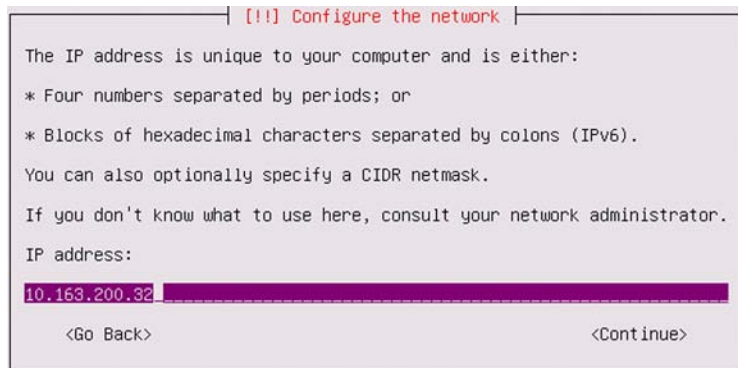 [!!] Configure the network
The IP address is unique to your computer and is either:
* Four numbers separated by periods; or
* Blocks of hexadecimal characters separated by colons (IPv6).
You can also optionally specify a CIDR netmask.
If you don't know what to use here, consult your network administrator.
IP address:
10.163.200.32
<Go Back> <Continue>